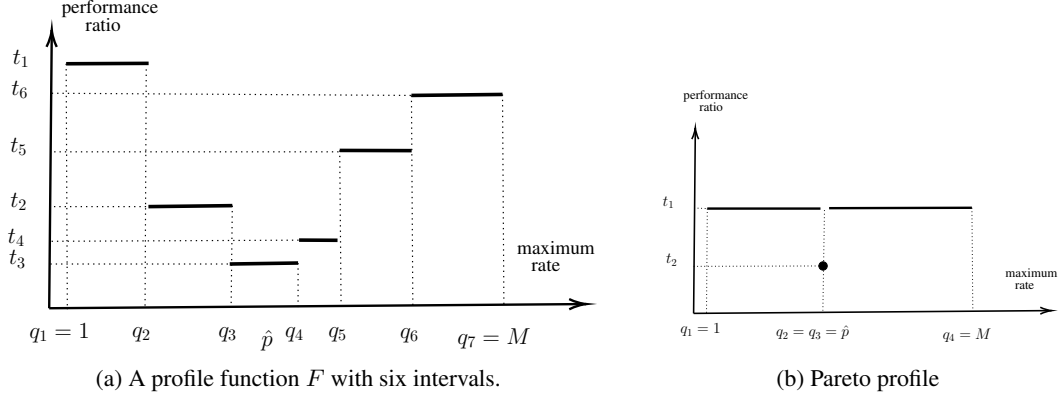 performance
ratio
t₁
t₆
t₅
t₂
t₄
t₃
maximum
rate
q₁ = 1 q₂ q₃ p̂ q₄ q₅ q₆ q₇ = M
(a) A profile function F with six intervals.
performance
ratio
t₁
t₂
maximum
rate
q₁ = 1 q₂ = q₃ = p̂ q₄ = M
(b) Pareto profile